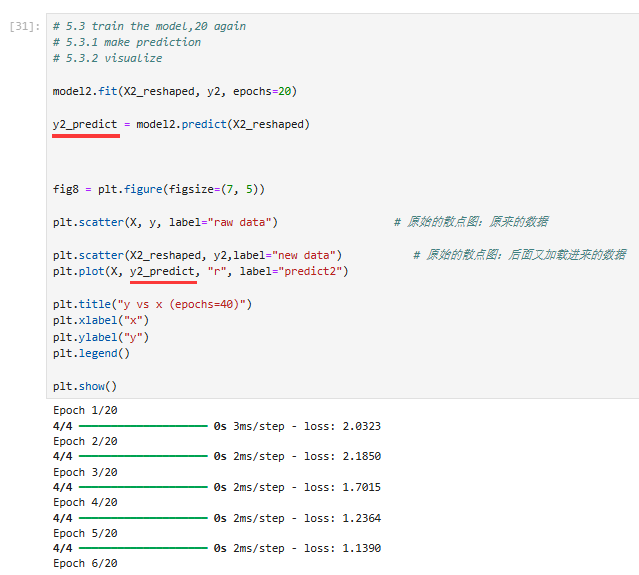 [31]: # 5.3 train the model,20 again
# 5.3.1 make prediction
# 5.3.2 visualize
model2.fit(X2_reshaped, y2, epochs=20)
y2_predict = model2.predict(X2_reshaped)
fig8 = plt.figure(figsize=(7, 5))
plt.scatter(X, y, label="raw data") # 原始的散点图：原来的数据
plt.scatter(X2_reshaped, y2,label="new data") # 原始的散点图：后面又加载进来的数据
plt.plot(X, y2_predict, "r", label="predict2")
plt.title("y vs x (epochs=40)")
plt.xlabel("x")
plt.ylabel("y")
plt.legend()
plt.show()
Epoch 1/20
4/4 ━━━━━━━━━━━━━━━━━━━━ 0s 3ms/step - loss: 2.0323
Epoch 2/20
4/4 ━━━━━━━━━━━━━━━━━━━━ 0s 2ms/step - loss: 2.1850
Epoch 3/20
4/4 ━━━━━━━━━━━━━━━━━━━━ 0s 2ms/step - loss: 1.7015
Epoch 4/20
4/4 ━━━━━━━━━━━━━━━━━━━━ 0s 2ms/step - loss: 1.2364
Epoch 5/20
4/4 ━━━━━━━━━━━━━━━━━━━━ 0s 2ms/step - loss: 1.1390
Epoch 6/20